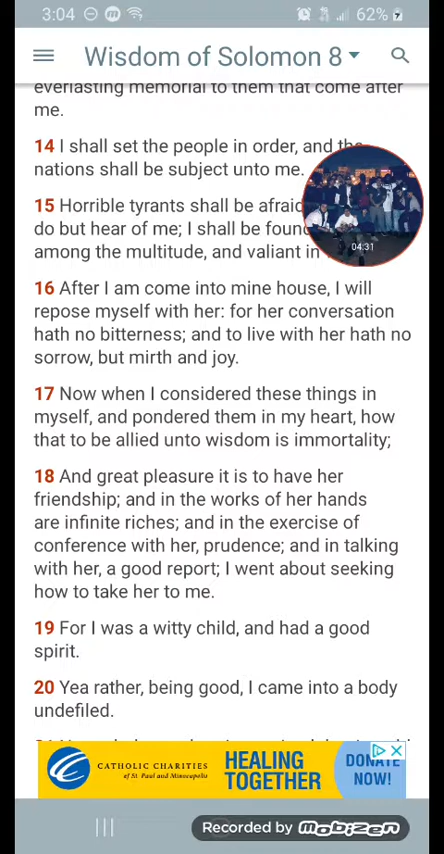 3:04 62%
Wisdom of Solomon 8
everlasting memorial to them that come after
me.
14 I shall set the people in order, and the
nations shall be subject unto me.
15 Horrible tyrants shall be afraid
do but hear of me; I shall be found
among the multitude, and valiant in
04:31
16 After I am come into mine house, I will
repose myself with her: for her conversation
hath no bitterness; and to live with her hath no
sorrow, but mirth and joy.
17 Now when I considered these things in
myself, and pondered them in my heart, how
that to be allied unto wisdom is immortality;
18 And great pleasure it is to have her
friendship; and in the works of her hands
are infinite riches; and in the exercise of
conference with her, prudence; and in talking
with her, a good report; I went about seeking
how to take her to me.
19 For I was a witty child, and had a good
spirit.
20 Yea rather, being good, I came into a body
undefiled.
CATHOLIC CHARITIES
of St Paul and Minneapolis
HEALING
TOGETHER
DONATE
NOW!
Recorded by Mobizen